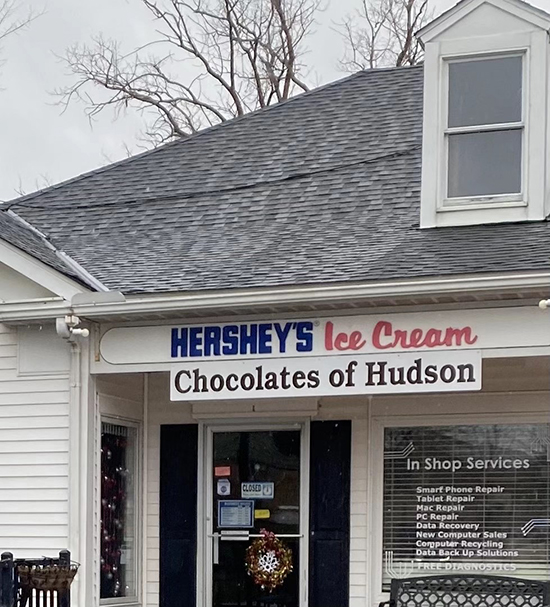 HERSHEY'S® Ice Cream
Chocolates of Hudson
CLOSED
In Shop Services
Smart Phone Repair
Tablet Repair
Mac Repair
PC Repair
Data Recovery
New Computer Sales
Computer Recycling
Data Back Up Solutions
FREE DIAGNOSTICS